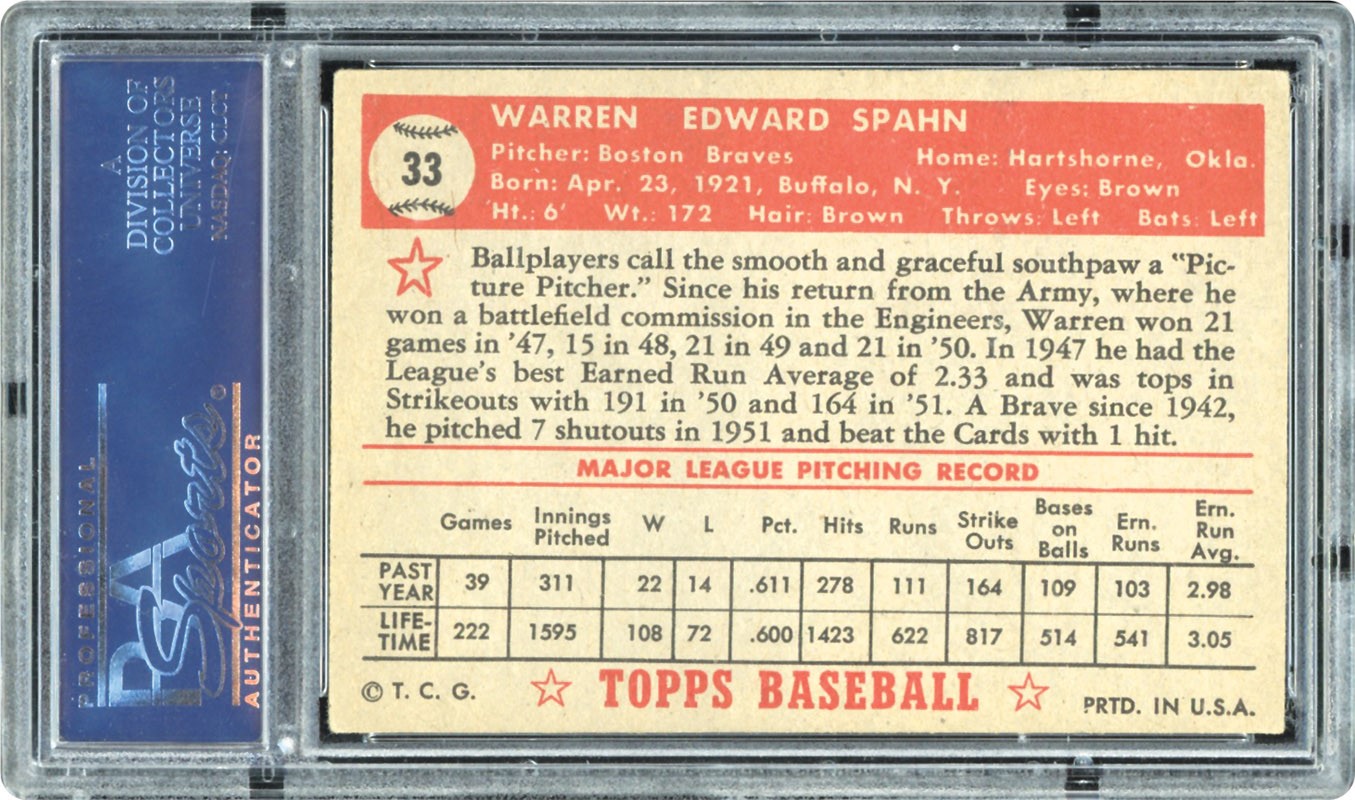 A
DIVISION OF
COLLECTORS
UNIVERSE
NASDAQ: CLCT
PROFESSIONAL
PSA
Sports®
AUTHENTICATOR
33
WARREN EDWARD SPAHN
Pitcher: Boston Braves Home: Hartshorne, Okla.
Born: Apr. 23, 1921, Buffalo, N. Y. Eyes: Brown
Ht.: 6' Wt.: 172 Hair: Brown Throws: Left Bats: Left
Ballplayers call the smooth and graceful southpaw a "Pic-
ture Pitcher." Since his return from the Army, where he
won a battlefield commission in the Engineers, Warren won 21
games in '47, 15 in 48, 21 in 49 and 21 in '50. In 1947 he had the
League's best Earned Run Average of 2.33 and was tops in
Strikeouts with 191 in '50 and 164 in '51. A Brave since 1942,
he pitched 7 shutouts in 1951 and beat the Cards with 1 hit.
MAJOR LEAGUE PITCHING RECORD
Games Innings Pitched W L Pct. Hits Runs Strike Outs Bases on Balls Ern. Runs Ern. Run Avg.
PAST YEAR 39 311 22 14 .611 278 111 164 109 103 2.98
LIFE-TIME 222 1595 108 72 .600 1423 622 817 514 541 3.05
© T. C. G. TOPPS BASEBALL PRTD. IN U.S.A.